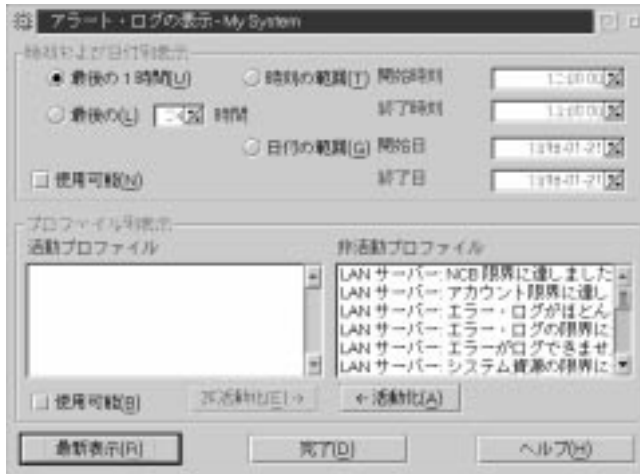 アラート・ログの表示 - My System
時刻および日付別表示
最後の1時間(U)
時刻の範囲(T) 開始時刻
最後の(L) 時間
終了時刻
日付の範囲(G) 開始日
使用可能(N)
終了日
プロファイル別表示
活動プロファイル
非活動プロファイル
LAN サーバー: NCB 限界に達しました
LAN サーバー: アカウント限界に達し
LAN サーバー: エラー・ログがほとん
LAN サーバー: エラー・ログの限界に
LAN サーバー: エラーがログできませ
LAN サーバー: システム資源の限界に
使用可能(B)
非活動化(E)→
←活動化(A)
最新表示(R)
完了(D)
ヘルプ(H)